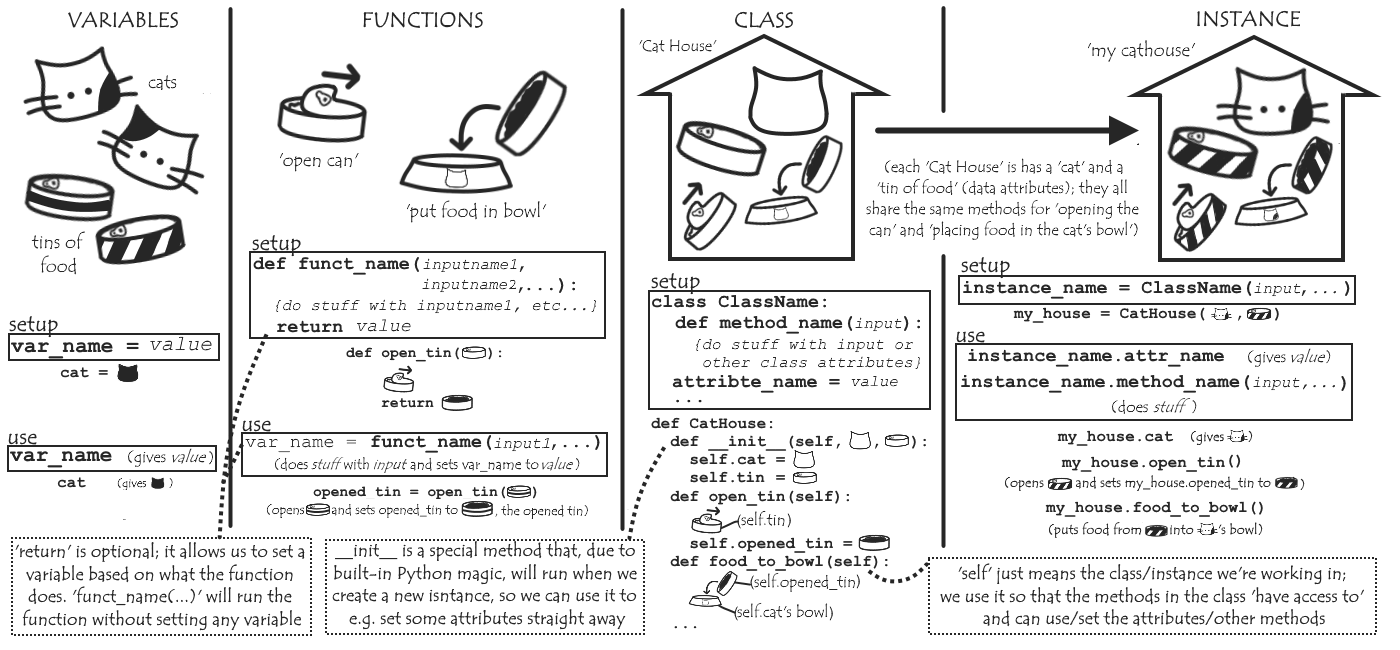 VARIABLES
cats
tins of
food
setup
var_name = value
cat =
use
var_name (gives value)
cat (gives )
FUNCTIONS
'open can'
'put food in bowl'
setup
def funct_name(inputname1,
inputname2,...):
{do stuff with inputname1, etc...}
return value
def open_tin( ):
return
use
var_name = funct_name(input1,...)
(does stuff with input and sets var_name to value)
opened tin = open tin( )
(opens and sets opened_tin to , the opened tin)
CLASS
'Cat House'
setup
class ClassName:
def method_name(input):
{do stuff with input or
other class attributes}
attribte_name = value
...
def CatHouse:
def __init__(self, , ):
self.cat =
self.tin =
def open_tin(self):
(self.tin)
self.opened_tin =
def food_to_bowl(self):
(self.opened_tin)
(self.cat's bowl)
...
(each 'Cat House' is has a 'cat' and a
'tin of food' (data attributes); they all
share the same methods for 'opening the
can' and 'placing food in the cat's bowl')
INSTANCE
'my cathouse'
setup
instance_name = ClassName(input,...)
my_house = CatHouse( , )
use
instance_name.attr_name (gives value)
instance_name.method_name(input,...)
(does stuff )
my_house.cat (gives )
my_house.open_tin()
(opens and sets my_house.opened_tin to )
my_house.food_to_bowl()
(puts food from into 's bowl)
'return' is optional; it allows us to set a
variable based on what the function
does. 'funct_name(...)' will run the
function without setting any variable
__init__ is a special method that, due to
built-in Python magic, will run when we
create a new isntance, so we can use it to
e.g. set some attributes straight away
'self' just means the class/instance we're working in;
we use it so that the methods in the class 'have access to'
and can use/set the attributes/other methods